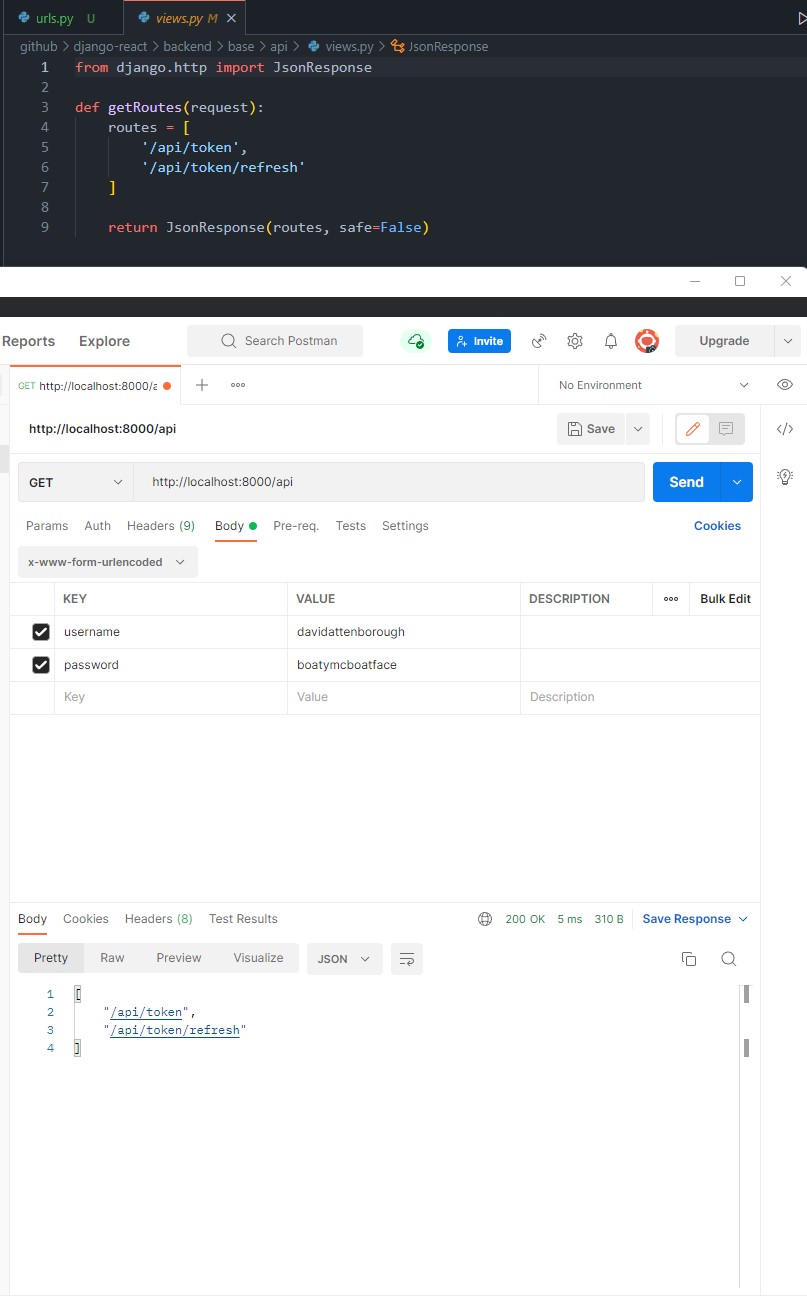 urls.py U views.py M
github > django-react > backend > base > api > views.py > JsonResponse
1 from django.http import JsonResponse
2
3 def getRoutes(request):
4     routes = [
5         '/api/token',
6         '/api/token/refresh'
7     ]
8
9     return JsonResponse(routes, safe=False)
Reports Explore Search Postman Invite Upgrade
GET http://localhost:8000/a No Environment
http://localhost:8000/api Save
GET http://localhost:8000/api Send
Params Auth Headers (9) Body Pre-req. Tests Settings Cookies
x-www-form-urlencoded
KEY VALUE DESCRIPTION Bulk Edit
username davidattenborough
password boatymcboatface
Key Value Description
Body Cookies Headers (8) Test Results 200 OK 5 ms 310 B Save Response
Pretty Raw Preview Visualize JSON
1 [
2     "/api/token",
3     "/api/token/refresh"
4 ]